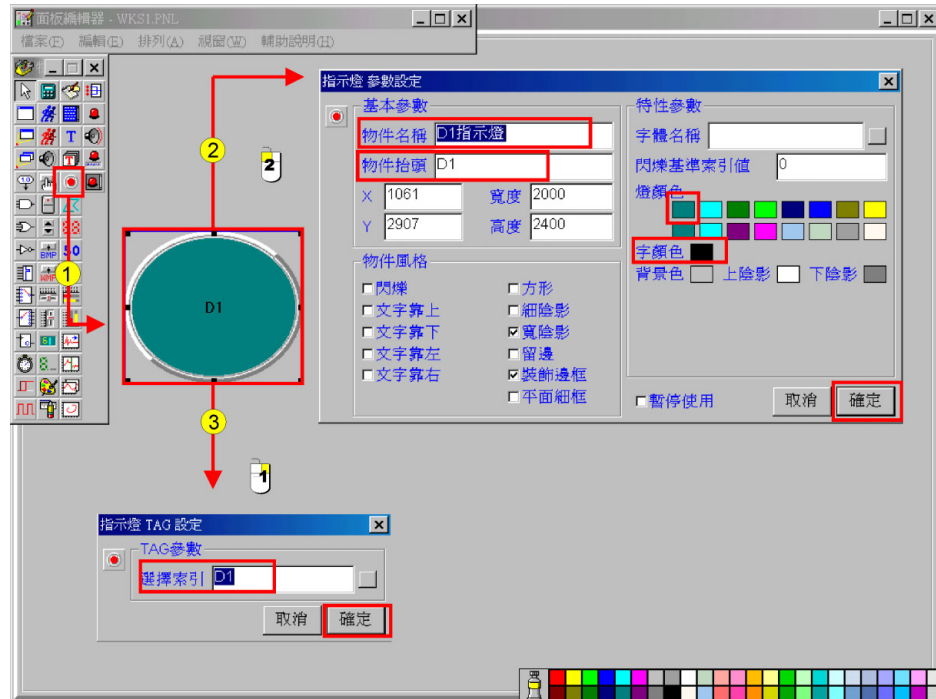 面板編輯器 - WKS1.PNL
檔案(F) 編輯(E) 排列(A) 視窗(W) 輔助說明(H)
1
2
2
D1
3
1
指示燈 參數設定
基本參數
物件名稱 D1指示燈
物件抬頭 D1
X 1061 寬度 2000
Y 2907 高度 2400
物件風格
閃爍 方形
文字靠上 細陰影
文字靠下 寬陰影
文字靠左 留邊
文字靠右 裝飾邊框
平面細框
特性參數
字體名稱
閃爍基準索引值 0
燈顏色
字顏色
背景色 上陰影 下陰影
暫停使用 取消 確定
指示燈 TAG 設定
TAG參數
選擇索引 D1
取消 確定